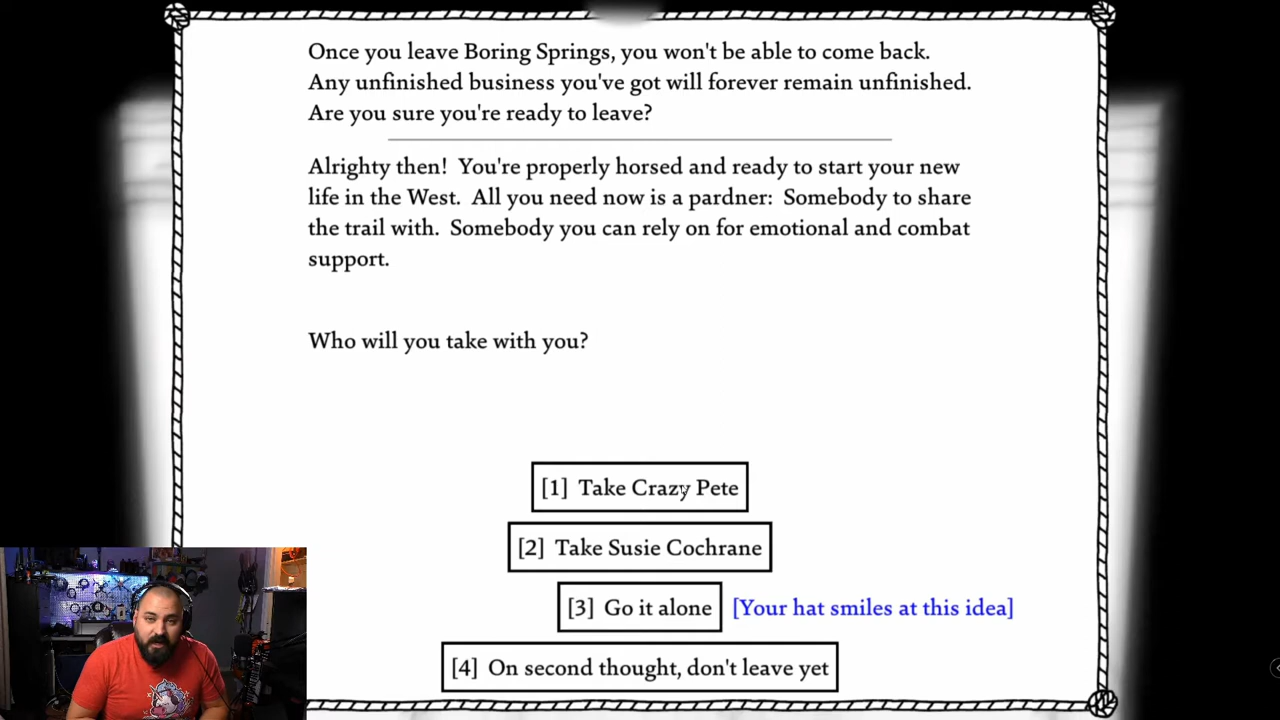 Once you leave Boring Springs, you won't be able to come back.
Any unfinished business you've got will forever remain unfinished.
Are you sure you're ready to leave?
Alrighty then!  You're properly horsed and ready to start your new
life in the West.  All you need now is a pardner:  Somebody to share
the trail with.  Somebody you can rely on for emotional and combat
support.
Who will you take with you?
[1]  Take Crazy Pete
[2]  Take Susie Cochrane
[3]  Go it alone [Your hat smiles at this idea]
[4]  On second thought, don't leave yet